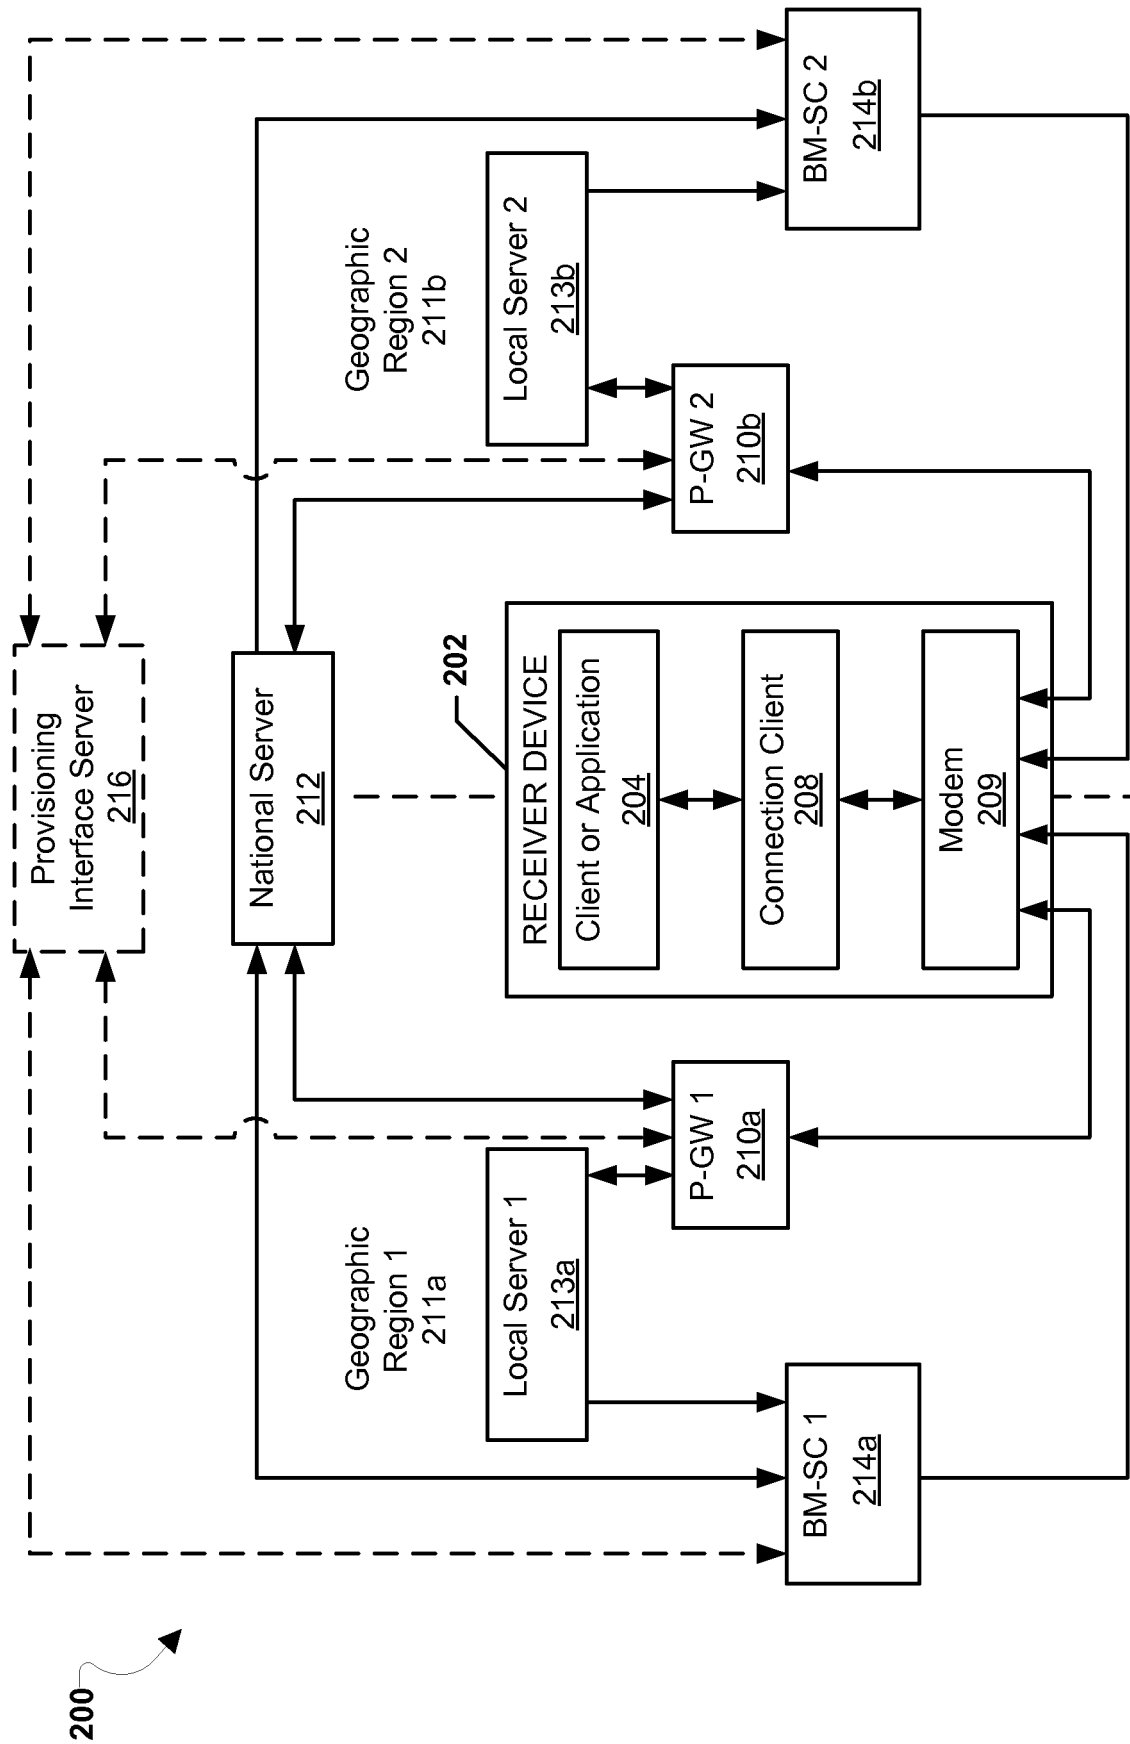 200
Provisioning
Interface Server
216
National Server
212
Geographic
Region 1
211a
Geographic
Region 2
211b
Local Server 1
213a
Local Server 2
213b
202
RECEIVER DEVICE
Client or Application
204
Connection Client
208
Modem
209
P-GW 1
210a
P-GW 2
210b
BM-SC 1
214a
BM-SC 2
214b